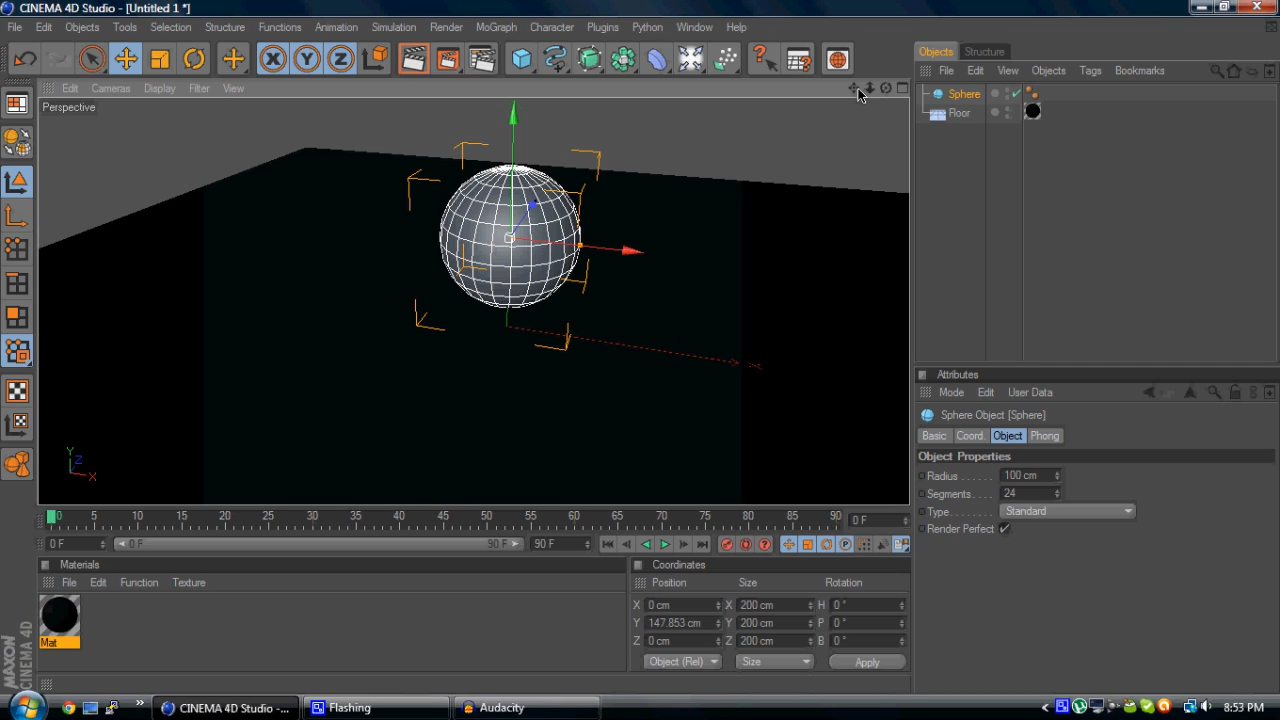 CINEMA 4D Studio - [Untitled 1 *]
File Edit Objects Tools Selection Structure Functions Animation Simulation Render MoGraph Character Plugins Python Window Help
X Y Z
Objects Structure
File Edit View Objects Tags Bookmarks
Edit Cameras Display Filter View
Perspective
Sphere
Floor
Y
Z
X
X
Attributes
Mode Edit User Data
Sphere Object [Sphere]
Basic Coord. Object Phong
Object Properties
Radius . . . . . . 100 cm
Segments . . . . 24
Type . . . . . . . . Standard
Render Perfect
0 5 10 15 20 25 30 35 40 45 50 55 60 65 70 75 80 85 90 0 F
0 F 0 F 90 F 90 F
Materials
File Edit Function Texture
Mat
Coordinates
Position Size Rotation
X 0 cm X 200 cm H 0 °
Y 147.853 cm Y 200 cm P 0 °
Z 0 cm Z 200 cm B 0 °
Object (Rel) Size Apply
MAXON
CINEMA 4D
CINEMA 4D Studio -... Flashing Audacity 8:53 PM